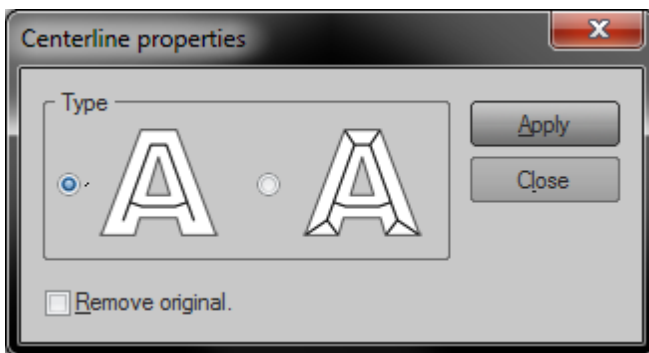 Centerline properties
Type
Apply
Close
A A
Remove original.